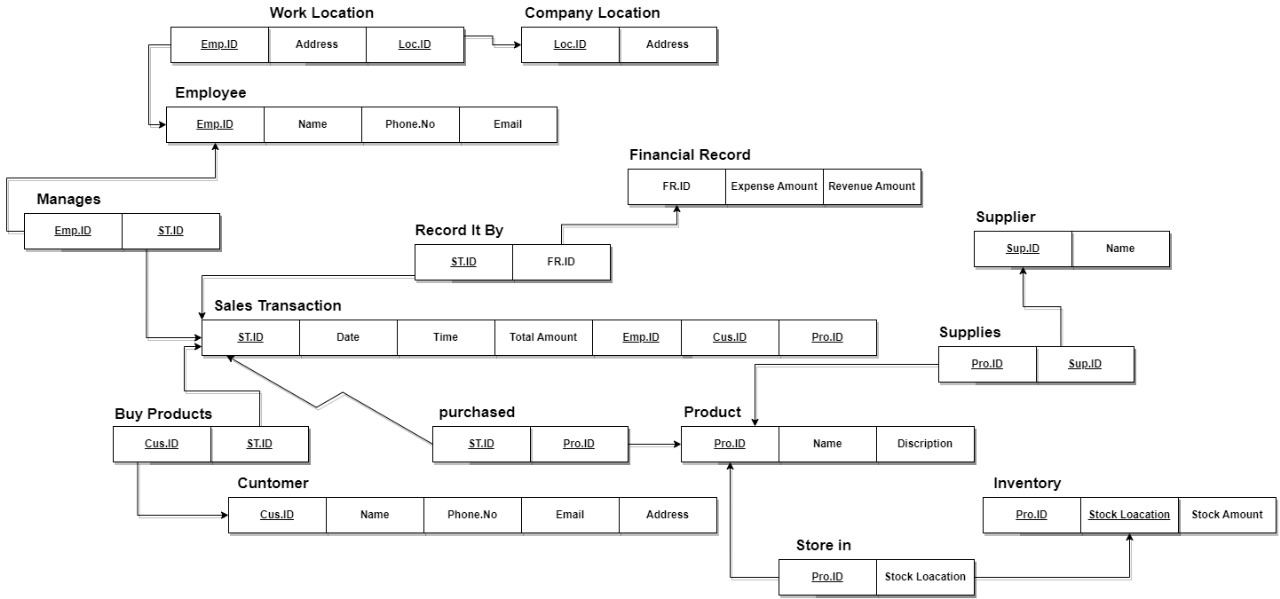 Work Location
Company Location
Emp.ID Address Loc.ID
Loc.ID Address
Employee
Emp.ID Name Phone.No Email
Financial Record
FR.ID Expense Amount Revenue Amount
Manages
Emp.ID ST.ID
Record It By
ST.ID FR.ID
Supplier
Sup.ID Name
Sales Transaction
ST.ID Date Time Total Amount Emp.ID Cus.ID Pro.ID
Supplies
Pro.ID Sup.ID
Buy Products
Cus.ID ST.ID
purchased
ST.ID Pro.ID
Product
Pro.ID Name Discription
Cuntomer
Cus.ID Name Phone.No Email Address
Inventory
Pro.ID Stock Loacation Stock Amount
Store in
Pro.ID Stock Loacation